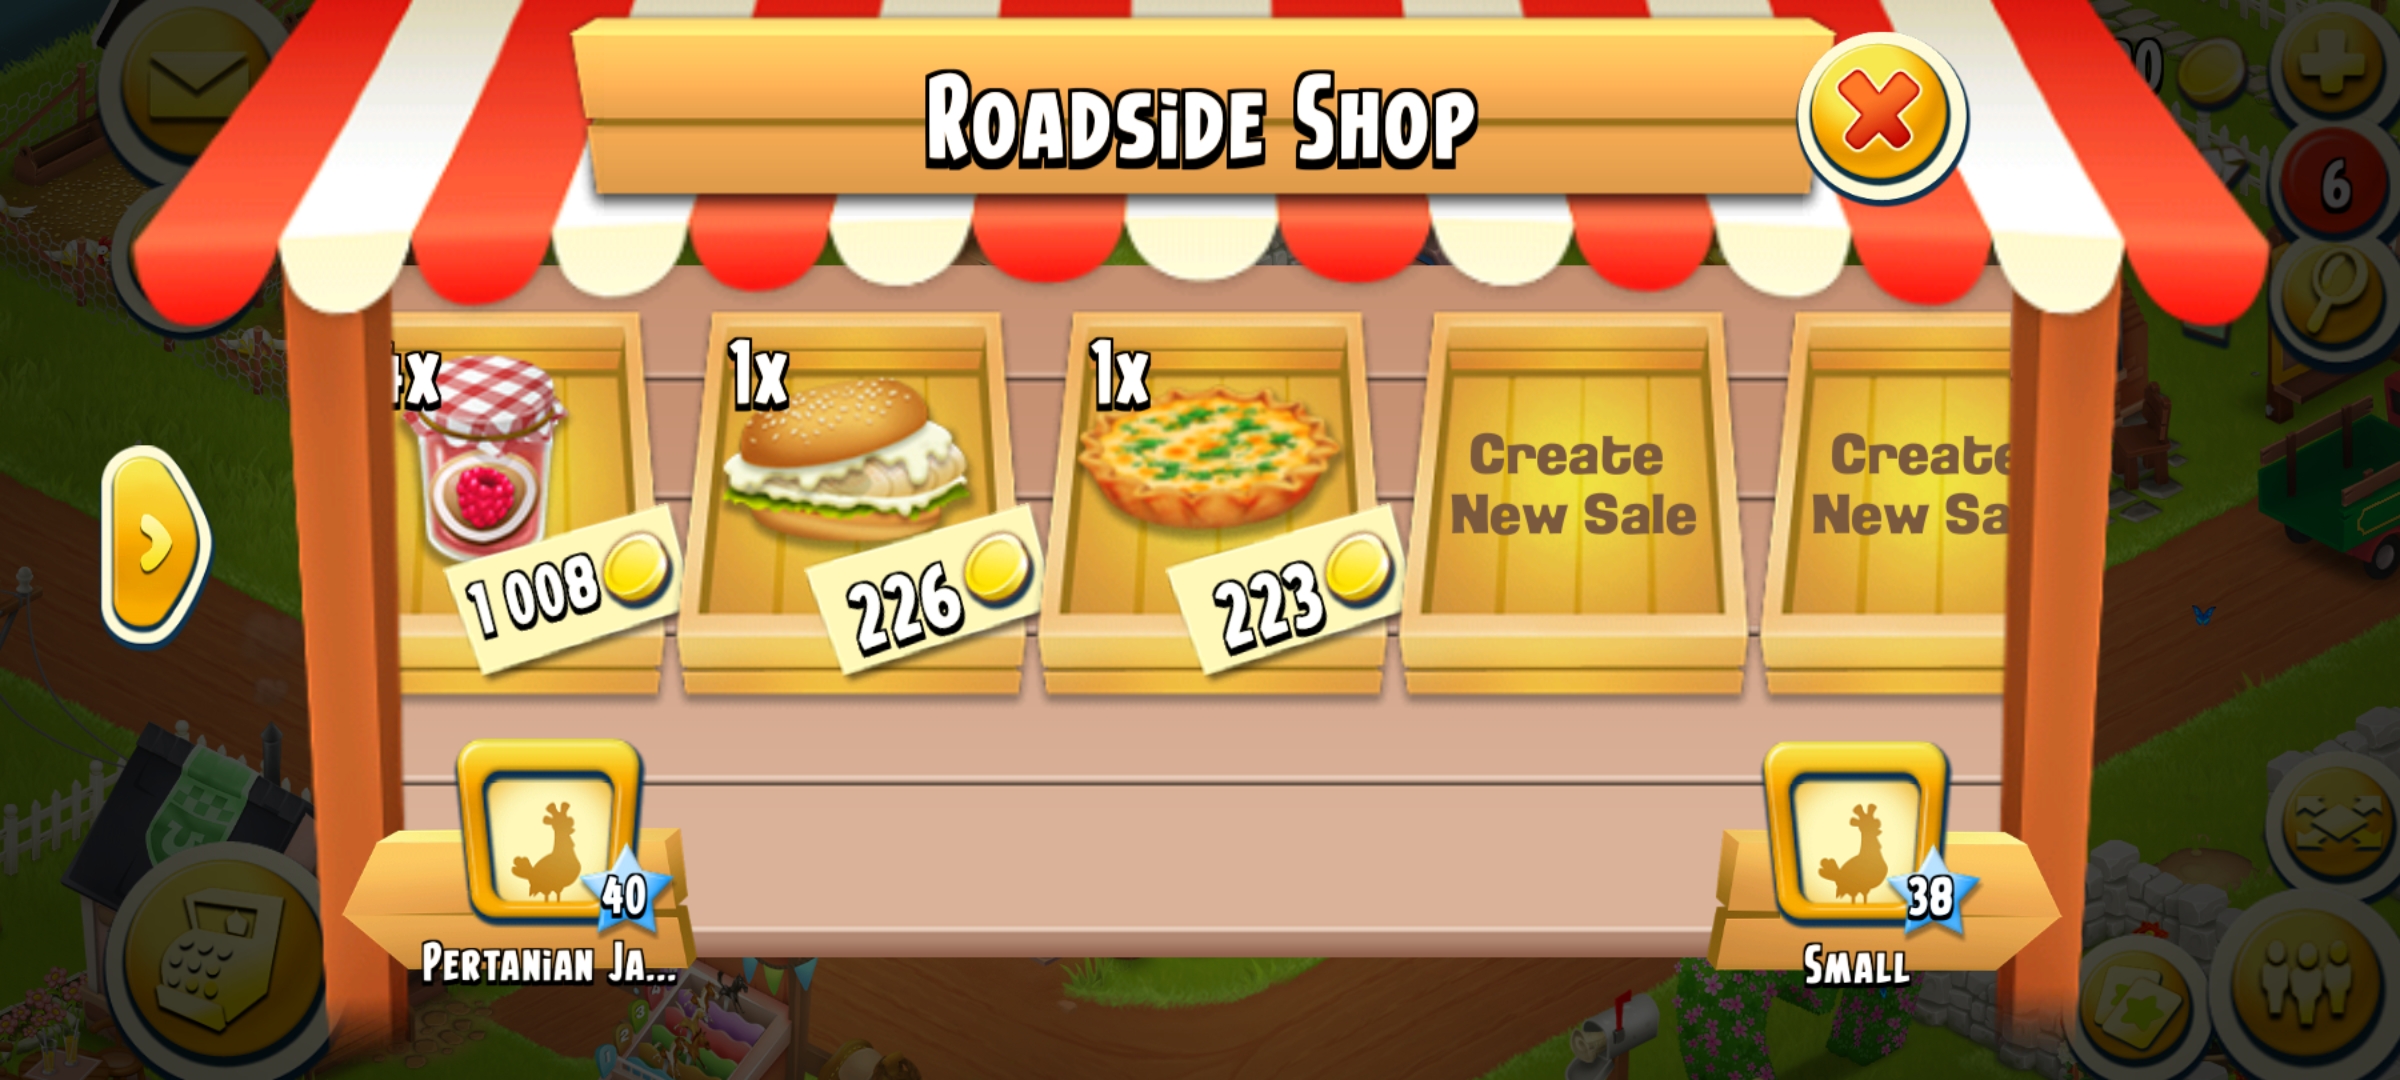 Roadside Shop
6
1x
1x
1 008
226
223
Create
New Sale
Create
New Sa
40
Pertanian Ja...
38
Small